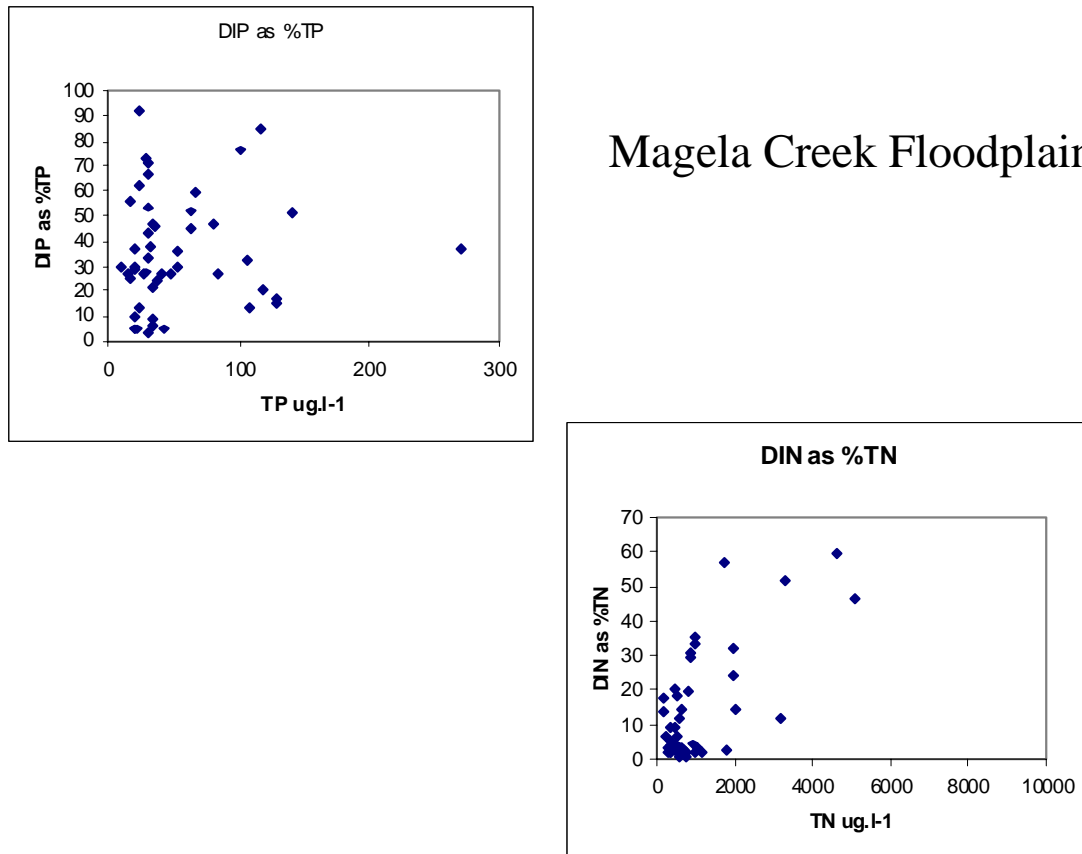 DIP as %TP
100
90
80
70
60
50
40
30
20
10
0
DIP as %TP
0 100 200 300
TP ug.l-1
Magela Creek Floodplain
DIN as %TN
70
60
50
40
30
20
10
0
DIN as %TN
0 2000 4000 6000 8000 10000
TN ug.l-1